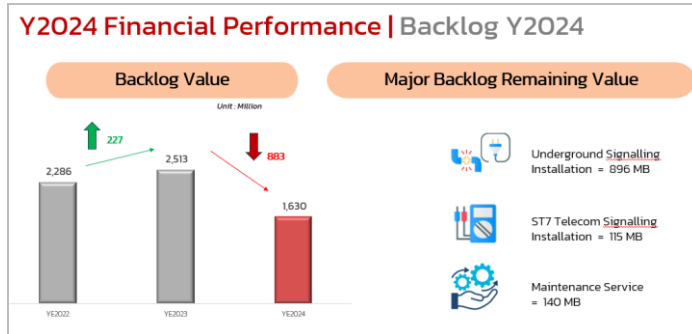 Y2024 Financial Performance | Backlog Y2024
Backlog Value
Major Backlog Remaining Value
Unit : Million
227
883
2,286
2,513
1,630
YE2022
YE2023
YE2024
Underground Signalling
Installation = 896 MB
ST7 Telecom Signalling
Installation = 115 MB
Maintenance Service
= 140 MB